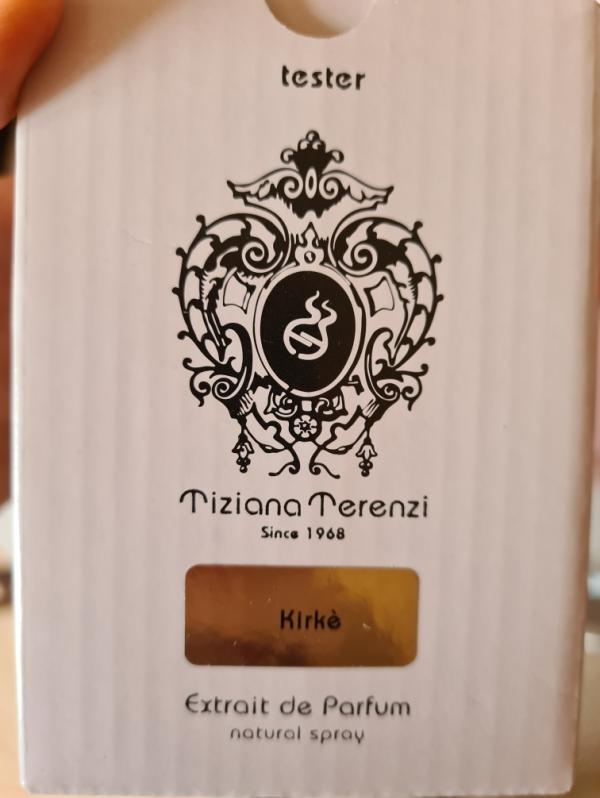 tester
Tiziana Terenzi
Since 1968
Kirkè
Extrait de Parfum
natural spray